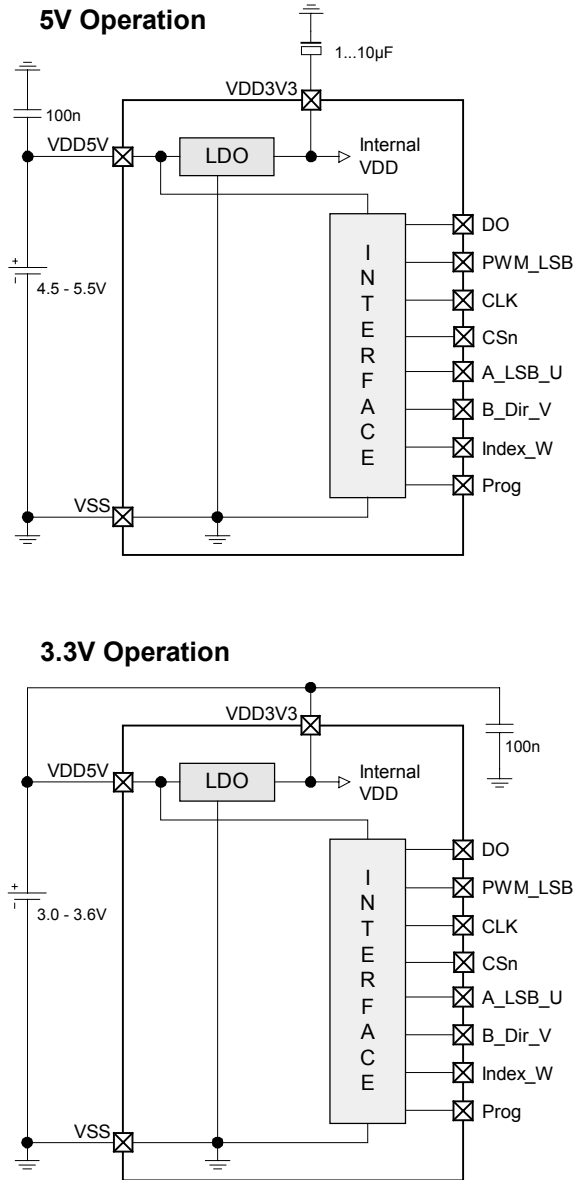 5V Operation
1...10µF
VDD3V3
100n
VDD5V
LDO
Internal
VDD
+
–
4.5 - 5.5V
INTERFACE
DO
PWM_LSB
CLK
CSn
A_LSB_U
B_Dir_V
Index_W
Prog
VSS
3.3V Operation
VDD3V3
100n
VDD5V
LDO
Internal
VDD
+
–
3.0 - 3.6V
INTERFACE
DO
PWM_LSB
CLK
CSn
A_LSB_U
B_Dir_V
Index_W
Prog
VSS